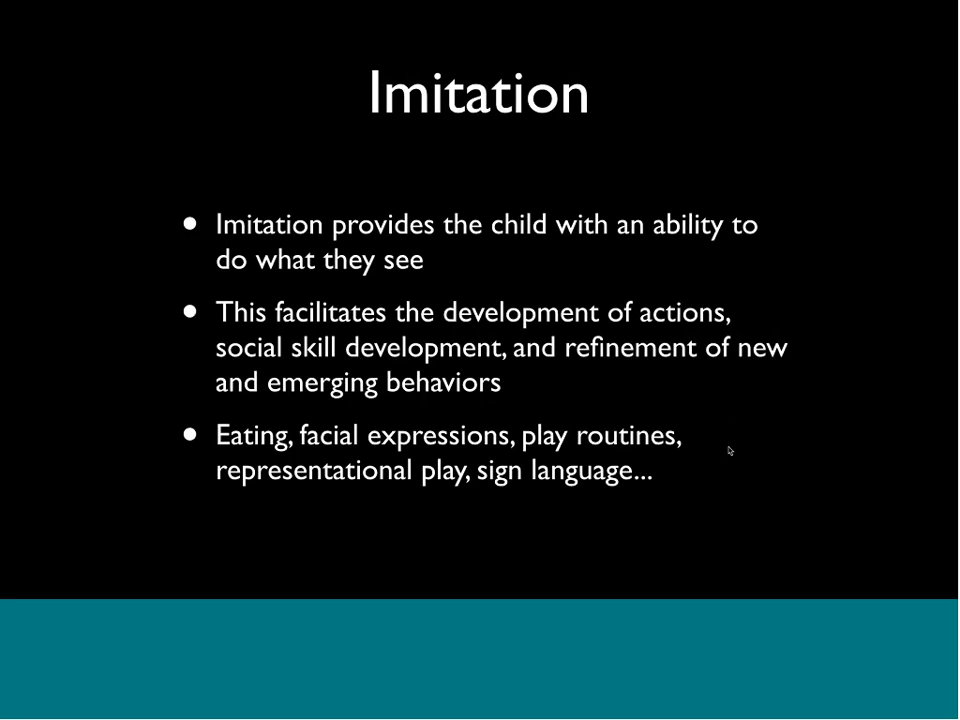 Imitation
• Imitation provides the child with an ability to
do what they see
• This facilitates the development of actions,
social skill development, and refinement of new
and emerging behaviors
• Eating, facial expressions, play routines,
representational play, sign language...